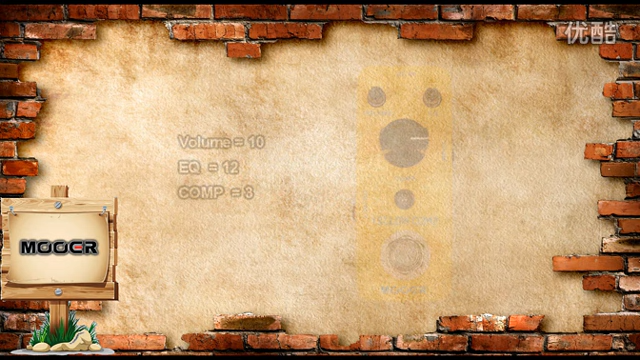 优酷
Volume = 10
EQ = 12
COMP = 3
MOOER